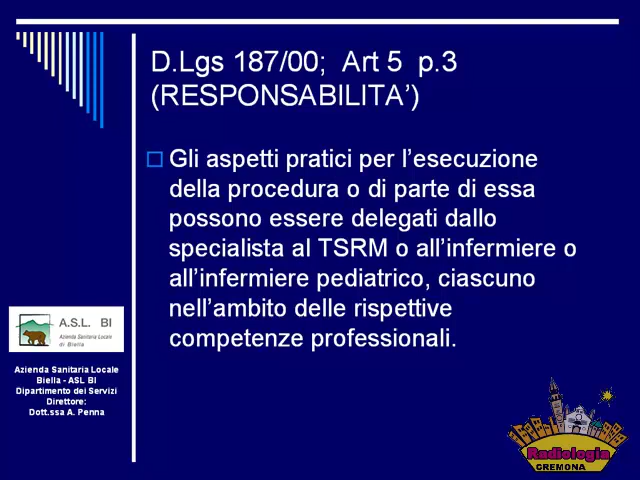 D.Lgs 187/00;  Art 5  p.3
(RESPONSABILITA’)
Gli aspetti pratici per l’esecuzione
della procedura o di parte di essa
possono essere delegati dallo
specialista al TSRM o all’infermiere o
all’infermiere pediatrico, ciascuno
nell’ambito delle rispettive
competenze professionali.
A.S.L. BI
Azienda Sanitaria Locale
di Biella
Azienda Sanitaria Locale
Biella - ASL BI
Dipartimento dei Servizi
Direttore:
Dott.ssa A. Penna
Radiologia
CREMONA